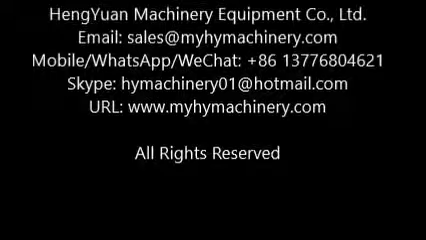 HengYuan Machinery Equipment Co., Ltd.
Email: sales@myhymachinery.com
Mobile/WhatsApp/WeChat: +86 13776804621
Skype: hymachinery01@hotmail.com
URL: www.myhymachinery.com
All Rights Reserved